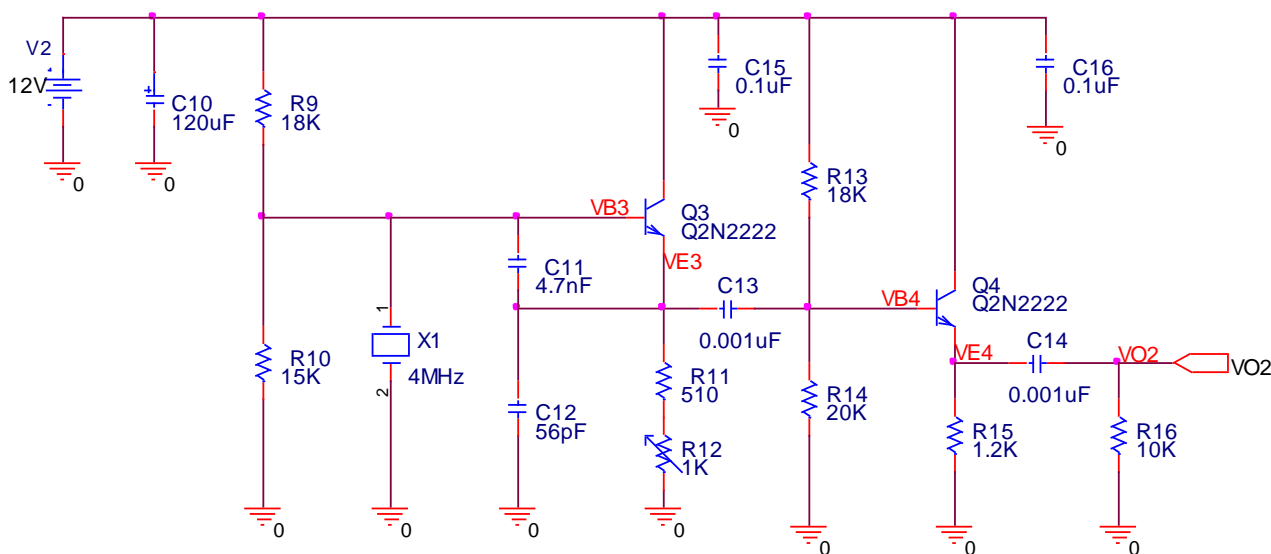 V2
12V
0
C10
120uF
0
R9
18K
C15
0.1uF
0
C16
0.1uF
0
R13
18K
VB3
Q3
Q2N2222
VE3
C11
4.7nF
C13
0.001uF
VB4
Q4
Q2N2222
1
X1
4MHz
2
0
R10
15K
0
C12
56pF
0
R11
510
R12
1K
0
R14
20K
0
VE4
C14
0.001uF
VO2
VO2
R15
1.2K
0
R16
10K
0